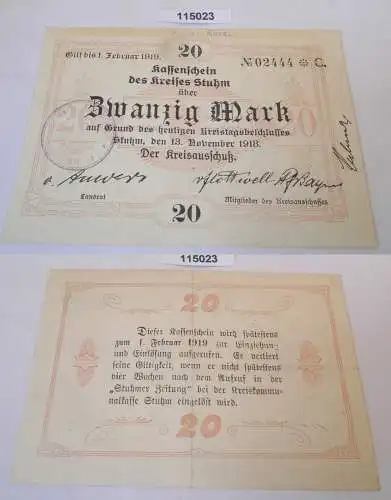 115023
20
Gilt bis 1. Februar 1919.
№ 02444 ❉ C.
Kassenschein
des Kreises Stuhm
über
Zwanzig Mark
auf Grund des heutigen Kreistagsbeschlusses
Stuhm, den 13. November 1918.
Der Kreisausschuß.
Landrat
20
Mitglieder des Kreisausschusses
115023
20
Dieser Kassenschein wird spätestens
zum 1. Februar 1919 zur Einziehung
und Einlösung aufgerufen. Er verliert
seine Giltigkeit, wenn er nicht spätestens
vier Wochen nach dem Aufruf in der
„Stuhmer Zeitung“ bei der Kreiskommu-
nalkasse Stuhm eingelöst wird.
20